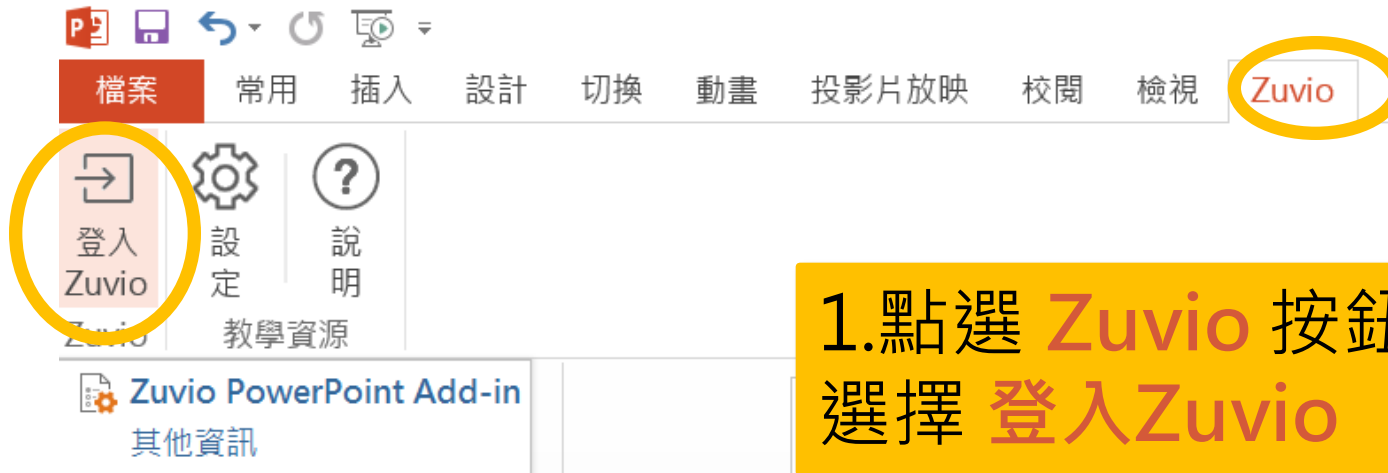 檔案 常用 插入 設計 切換 動畫 投影片放映 校閱 檢視 Zuvio
登入
Zuvio
設
定
說
明
Zuvio 教學資源
Zuvio PowerPoint Add-in
其他資訊
1.點選 Zuvio 按鈕
選擇 登入Zuvio